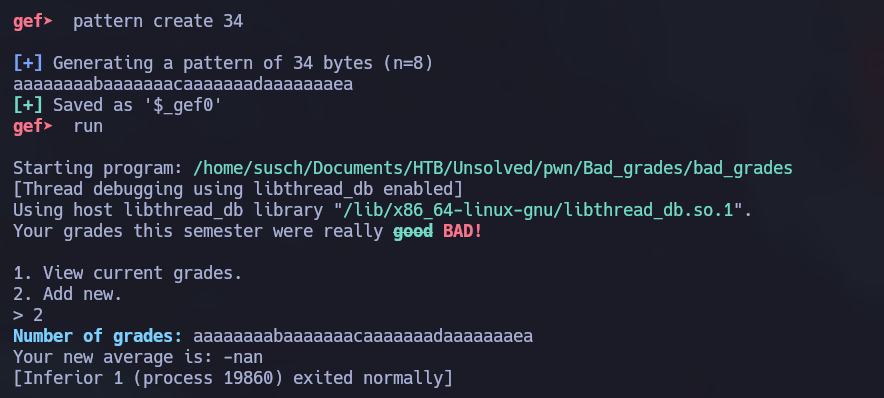 gef➤  pattern create 34
[+] Generating a pattern of 34 bytes (n=8)
aaaaaaaabaaaaaaacaaaaaaadaaaaaaaea
[+] Saved as '$_gef0'
gef➤  run
Starting program: /home/susch/Documents/HTB/Unsolved/pwn/Bad_grades/bad_grades
[Thread debugging using libthread_db enabled]
Using host libthread_db library "/lib/x86_64-linux-gnu/libthread_db.so.1".
Your grades this semester were really good BAD!
1. View current grades.
2. Add new.
> 2
Number of grades: aaaaaaaabaaaaaaacaaaaaaadaaaaaaaea
Your new average is: -nan
[Inferior 1 (process 19860) exited normally]